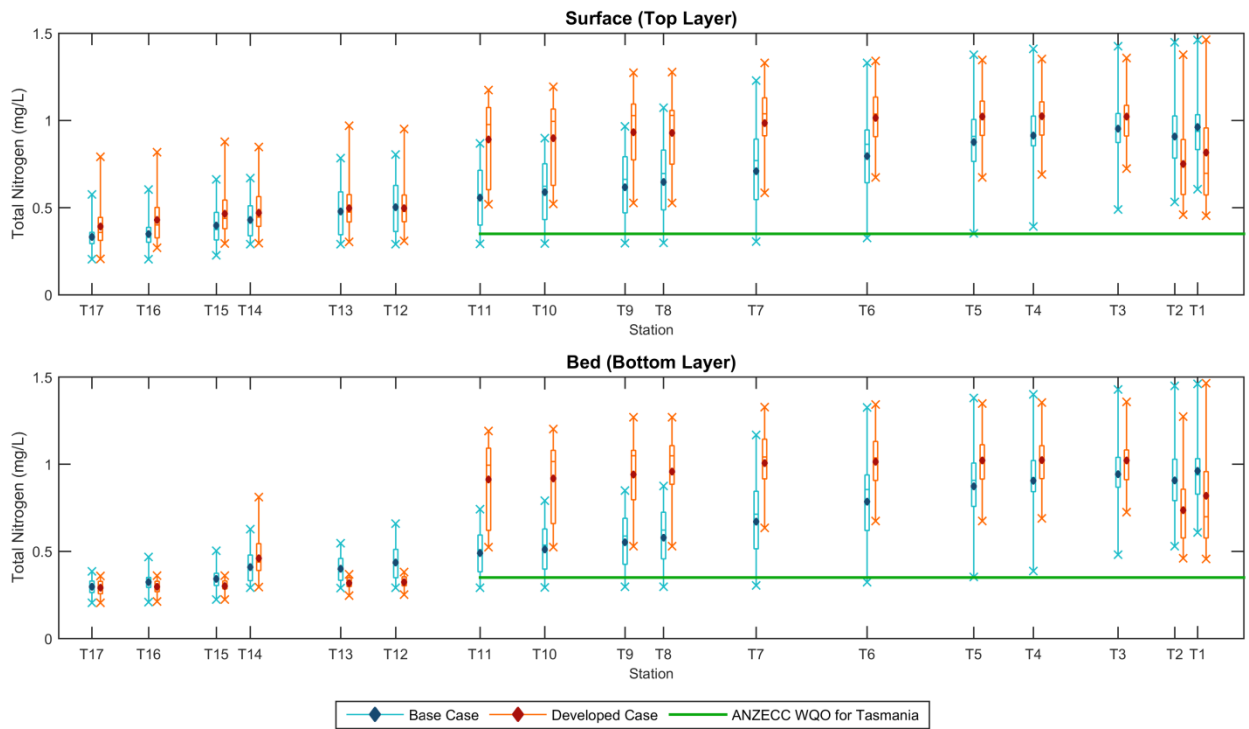 Surface (Top Layer)
1.5
1
0.5
0
Total Nitrogen (mg/L)
T17 T16 T15 T14 T13 T12 T11 T10 T9 T8 T7 T6 T5 T4 T3 T2 T1
Station
Bed (Bottom Layer)
1.5
1
0.5
0
Total Nitrogen (mg/L)
T17 T16 T15 T14 T13 T12 T11 T10 T9 T8 T7 T6 T5 T4 T3 T2 T1
Station
Base Case Developed Case ANZECC WQO for Tasmania